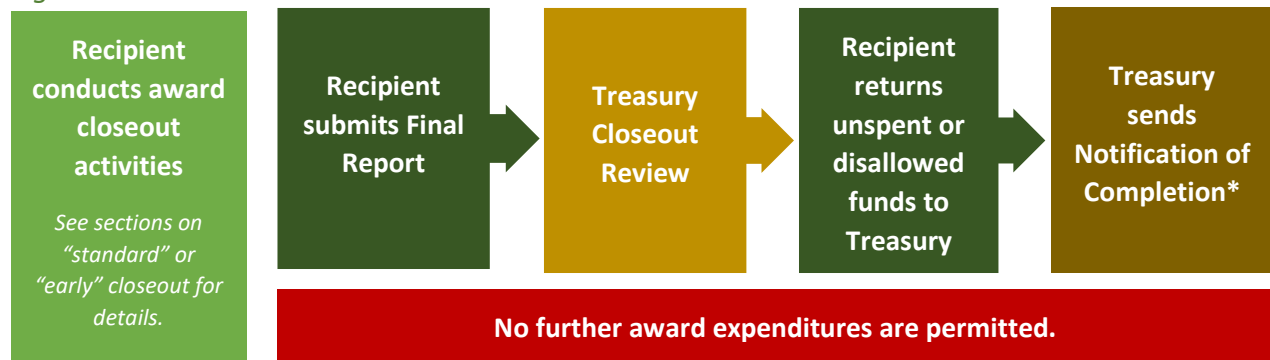 Recipient
conducts award
closeout
activities
See sections on
“standard” or
“early” closeout for
details.
Recipient
submits Final
Report
Treasury
Closeout
Review
Recipient
returns
unspent or
disallowed
funds to
Treasury
Treasury
sends
Notification of
Completion*
No further award expenditures are permitted.